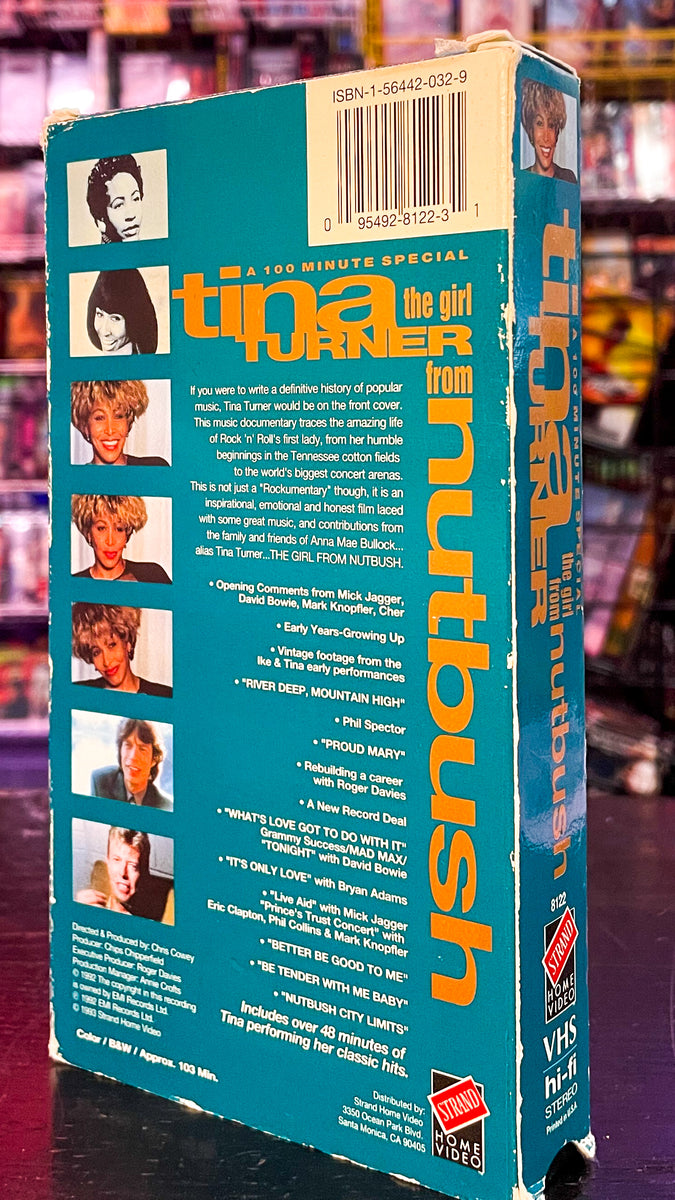 ISBN-1-56442-032-9
0 95492-8122-3 1
A 100 MINUTE SPECIAL
tina
TURNER
the girl
from
nutbush
If you were to write a definitive history of popular
music, Tina Turner would be on the front cover.
This music documentary traces the amazing life
of Rock 'n' Roll's first lady, from her humble
beginnings in the Tennessee cotton fields
to the world's biggest concert arenas.
This is not just a "Rockumentary" though, it is an
inspirational, emotional and honest film laced
with some great music, and contributions from
the family and friends of Anna Mae Bullock...
alias Tina Turner...THE GIRL FROM NUTBUSH.
• Opening Comments from Mick Jagger,
David Bowie, Mark Knopfler, Cher
• Early Years-Growing Up
• Vintage footage from the
Ike & Tina early performances
• "RIVER DEEP, MOUNTAIN HIGH"
• Phil Spector
• "PROUD MARY"
• Rebuilding a career
with Roger Davies
• A New Record Deal
• "WHAT'S LOVE GOT TO DO WITH IT"
Grammy Success/MAD MAX/
"TONIGHT" with David Bowie
• "IT'S ONLY LOVE" with Bryan Adams
• "Live Aid" with Mick Jagger
"Prince's Trust Concert" with
Eric Clapton, Phil Collins & Mark Knopfler
• "BETTER BE GOOD TO ME"
• "BE TENDER WITH ME BABY"
• "NUTBUSH CITY LIMITS"
Includes over 48 minutes of
Tina performing her classic hits.
Directed & Produced by: Chris Cowey
Producer: Chips Chipperfield
Executive Producer: Roger Davies
Production Manager: Annie Crofts
© 1992 The copyright in this recording
is owned by EMI Records Ltd.
℗ 1992 EMI Records Ltd.
© 1993 Strand Home Video
Color / B&W / Approx. 103 Min.
Distributed by:
Strand Home Video
3350 Ocean Park Blvd.
Santa Monica, CA 90405
STRAND
HOME
VIDEO
A 100 MINUTE SPECIAL
tina
TURNER
the girl
from
nutbush
8122
STRAND
HOME
VIDEO
VHS
hi-fi
STEREO
Printed in U.S.A.